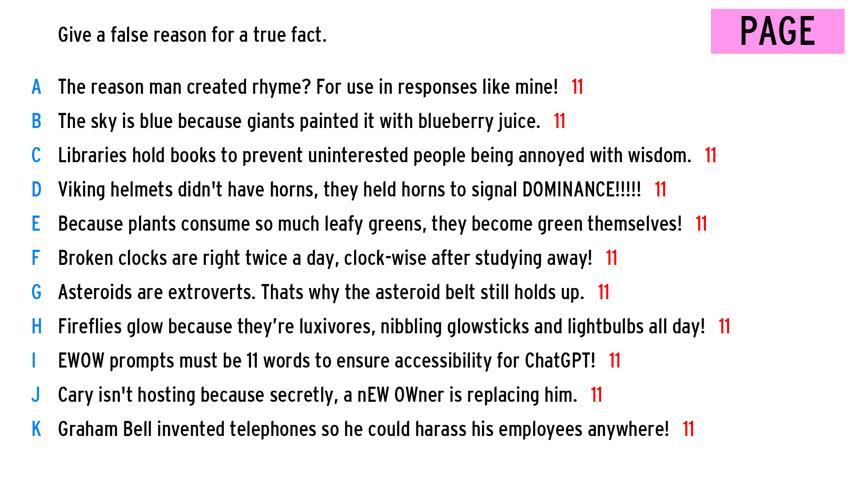 Give a false reason for a true fact.
PAGE
A The reason man created rhyme? For use in responses like mine! 11
B The sky is blue because giants painted it with blueberry juice. 11
C Libraries hold books to prevent uninterested people being annoyed with wisdom. 11
D Viking helmets didn't have horns, they held horns to signal DOMINANCE!!!!! 11
E Because plants consume so much leafy greens, they become green themselves! 11
F Broken clocks are right twice a day, clock-wise after studying away! 11
G Asteroids are extroverts. Thats why the asteroid belt still holds up. 11
H Fireflies glow because they’re luxivores, nibbling glowsticks and lightbulbs all day! 11
I EWOW prompts must be 11 words to ensure accessibility for ChatGPT! 11
J Cary isn't hosting because secretly, a nEW OWner is replacing him. 11
K Graham Bell invented telephones so he could harass his employees anywhere! 11